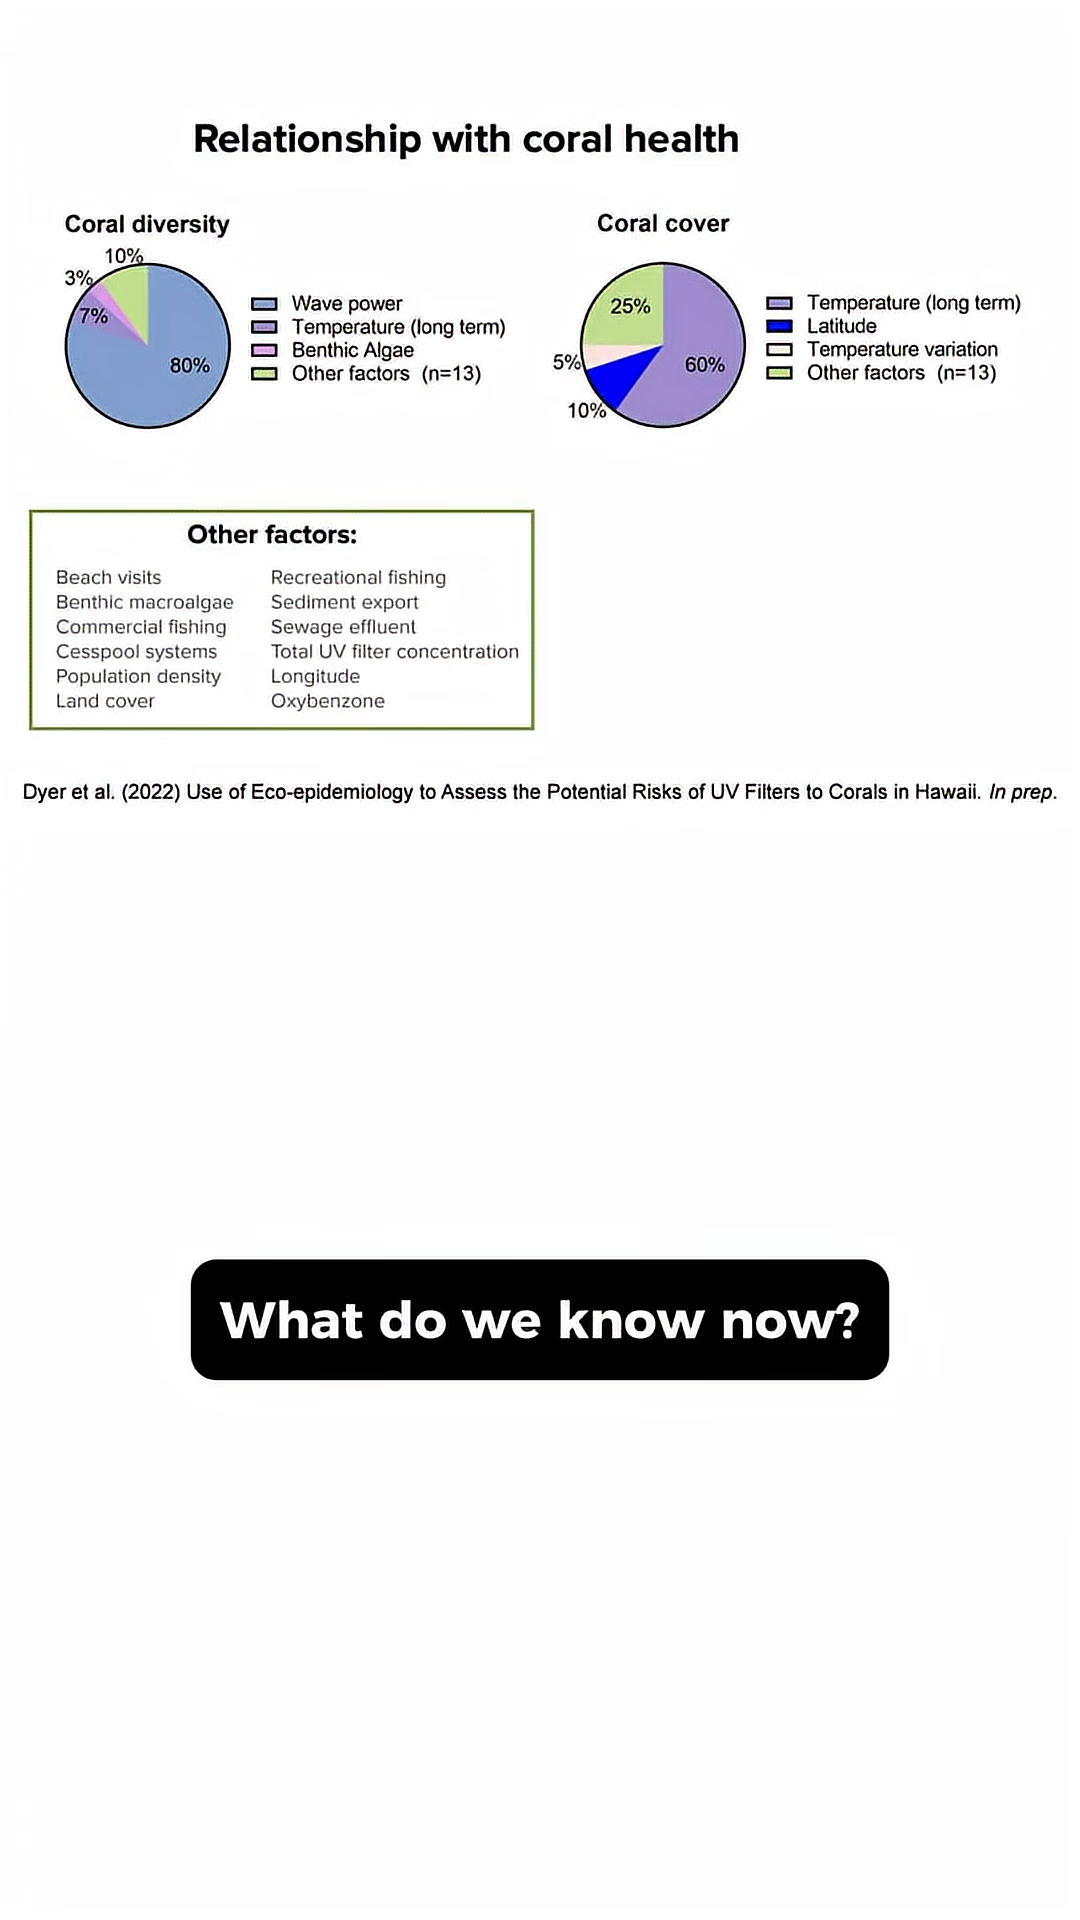 Relationship with coral health
Coral diversity
10%
3%
7%
80%
Wave power
Temperature (long term)
Benthic Algae
Other factors (n=13)
Coral cover
25%
5%
60%
10%
Temperature (long term)
Latitude
Temperature variation
Other factors (n=13)
Other factors:
Beach visits
Benthic macroalgae
Commercial fishing
Cesspool systems
Population density
Land cover
Recreational fishing
Sediment export
Sewage effluent
Total UV filter concentration
Longitude
Oxybenzone
Dyer et al. (2022) Use of Eco-epidemiology to Assess the Potential Risks of UV Filters to Corals in Hawaii. In prep.
What do we know now?